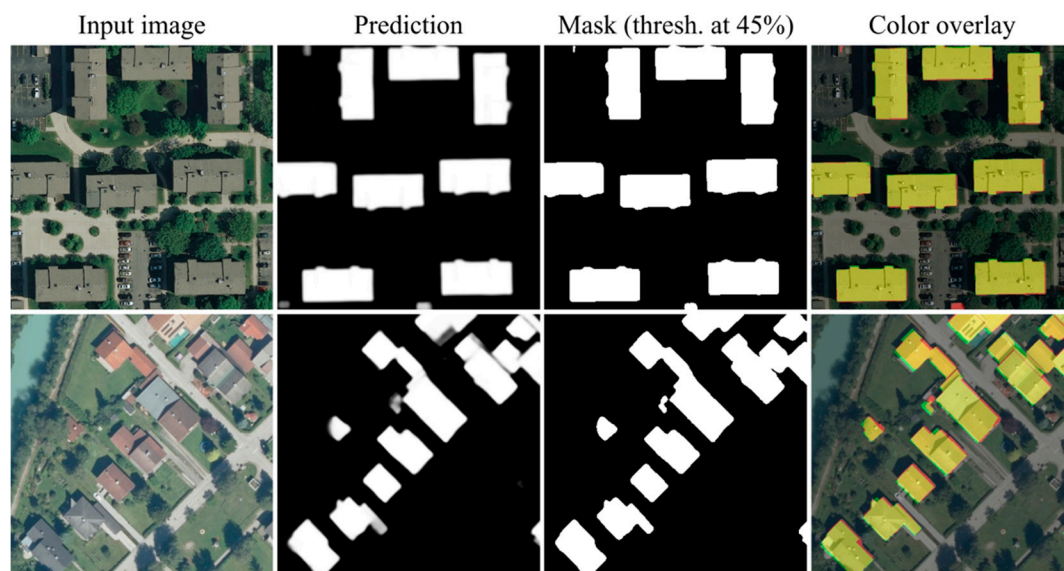 Input image
Prediction
Mask (thresh. at 45%)
Color overlay